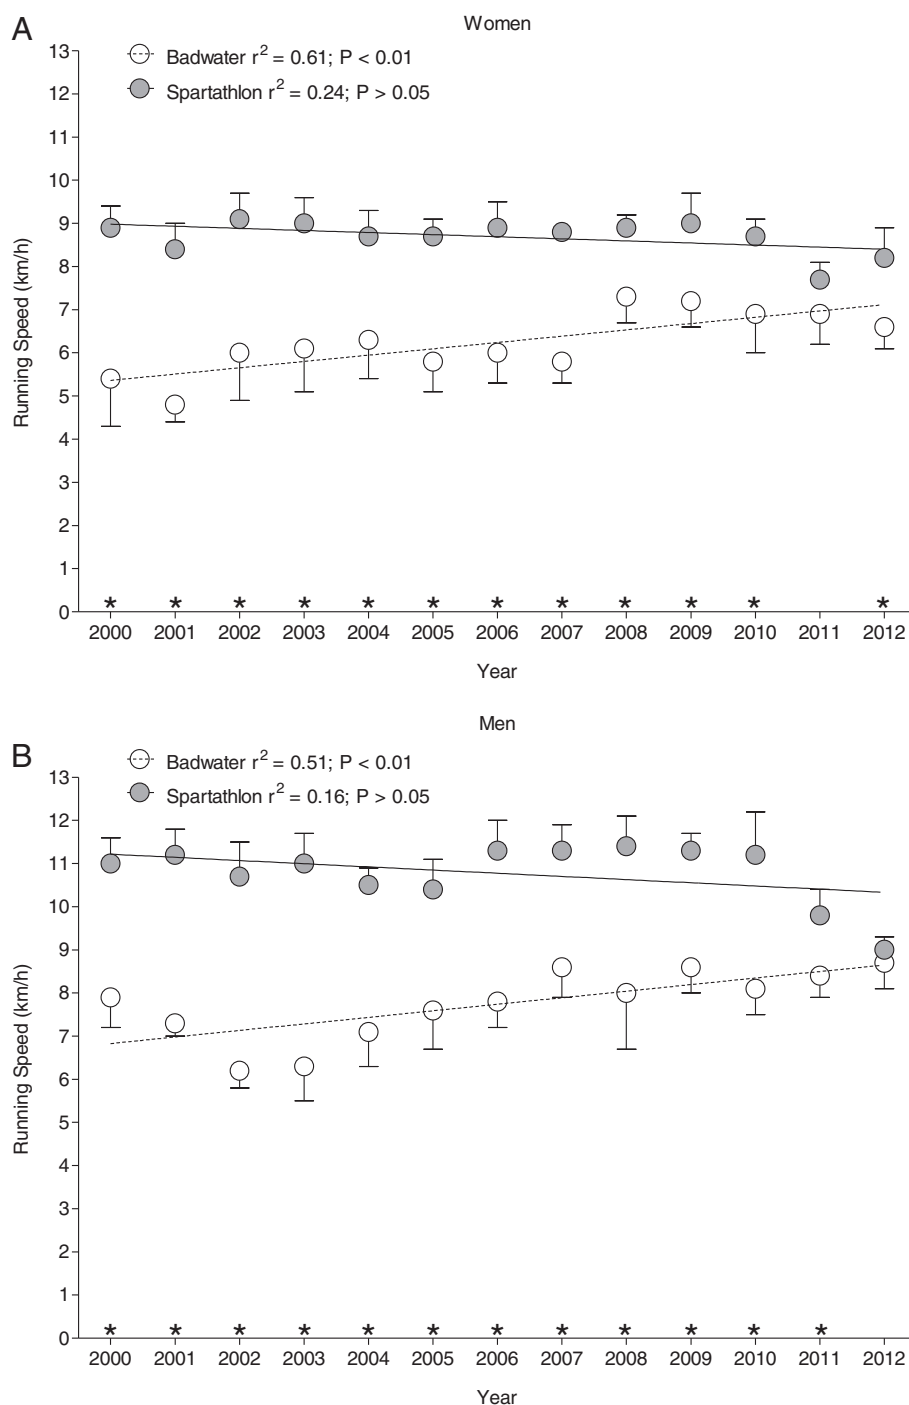 A
Women
Badwater r2 = 0.61; P < 0.01
Spartathlon r2 = 0.24; P > 0.05
Running Speed (km/h)
13
12
11
10
9
8
7
6
5
4
3
2
1
0
* * * * * * * * * * * *
2000 2001 2002 2003 2004 2005 2006 2007 2008 2009 2010 2011 2012
Year
Men
B
Badwater r2 = 0.51; P < 0.01
Spartathlon r2 = 0.16; P > 0.05
Running Speed (km/h)
13
12
11
10
9
8
7
6
5
4
3
2
1
0
* * * * * * * * * * * *
2000 2001 2002 2003 2004 2005 2006 2007 2008 2009 2010 2011 2012
Year